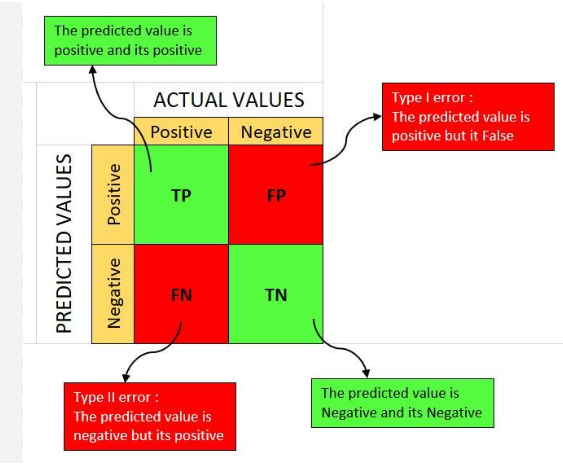 The predicted value is
positive and its positive
ACTUAL VALUES
Type I error :
The predicted value is
positive but it False
Positive
Negative
PREDICTED VALUES
Positive
TP
FP
Negative
FN
TN
Type II error :
The predicted value is
negative but its positive
The predicted value is
Negative and its Negative